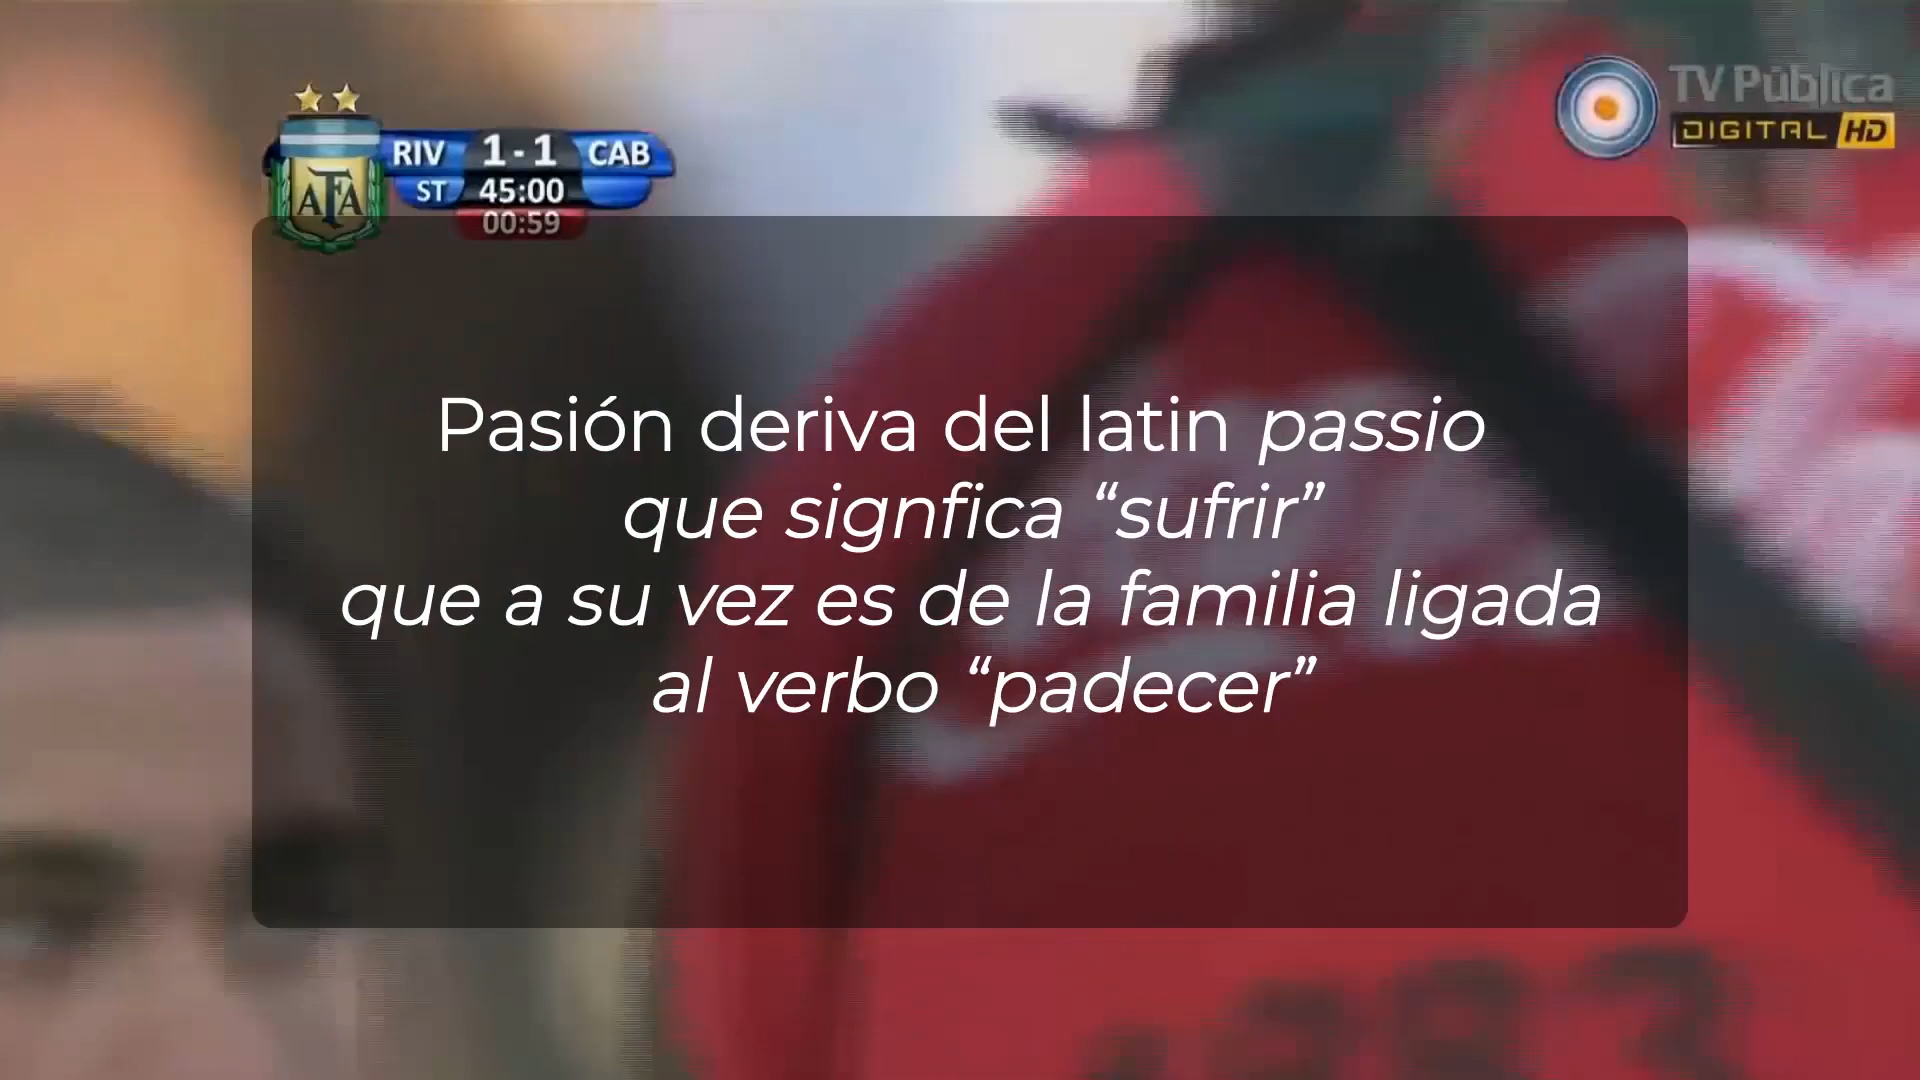 TV Pública
DIGITAL HD
AFA
RIV 1 - 1 CAB
ST 45:00
00:59
Pasión deriva del latin passio
que signfica “sufrir”
que a su vez es de la familia ligada
al verbo “padecer”